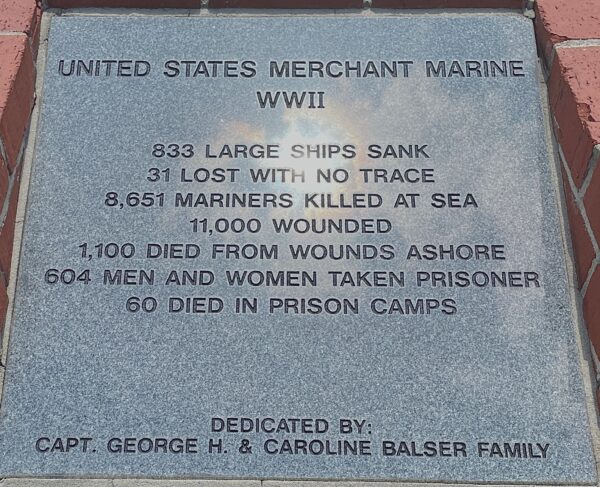 UNITED STATES MERCHANT MARINE
WWII
833 LARGE SHIPS SANK
31 LOST WITH NO TRACE
8,651 MARINERS KILLED AT SEA
11,000 WOUNDED
1,100 DIED FROM WOUNDS ASHORE
604 MEN AND WOMEN TAKEN PRISONER
60 DIED IN PRISON CAMPS
DEDICATED BY:
CAPT. GEORGE H. & CAROLINE BALSER FAMILY